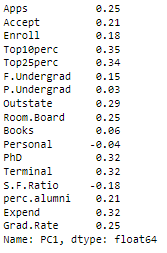 Apps 0.25
Accept 0.21
Enroll 0.18
Top10perc 0.35
Top25perc 0.34
F.Undergrad 0.15
P.Undergrad 0.03
Outstate 0.29
Room.Board 0.25
Books 0.06
Personal -0.04
PhD 0.32
Terminal 0.32
S.F.Ratio -0.18
perc.alumni 0.21
Expend 0.32
Grad.Rate 0.25
Name: PC1, dtype: float64